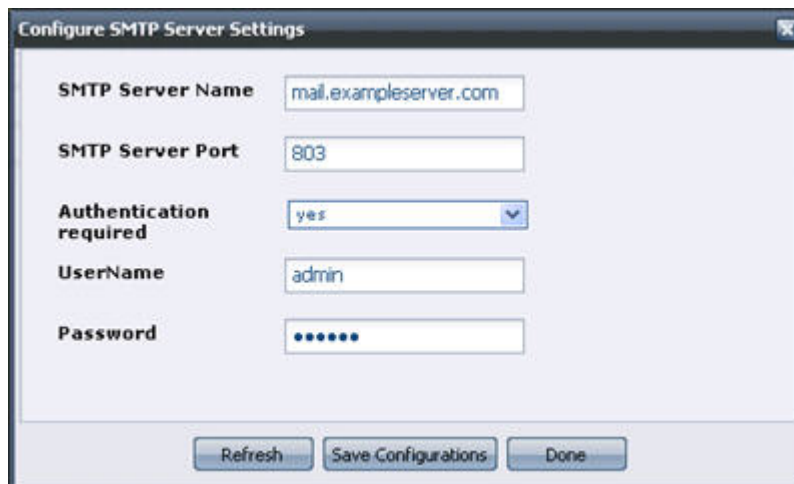 Configure SMTP Server Settings
SMTP Server Name mail.exampleserver.com
SMTP Server Port 803
Authentication required yes
UserName admin
Password ••••••
Refresh Save Configurations Done